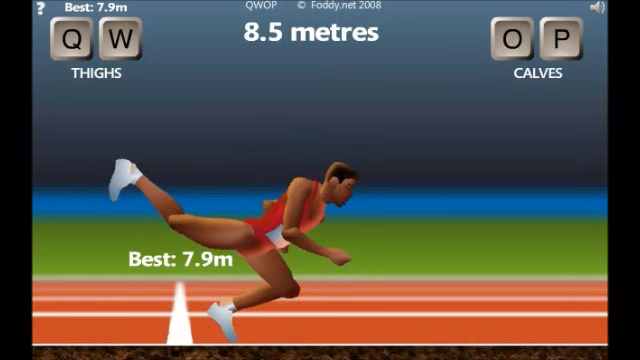 ? Best: 7.9m
QWOP © Foddy.net 2008
8.5 metres
Q W
THIGHS
O P
CALVES
Best: 7.9m